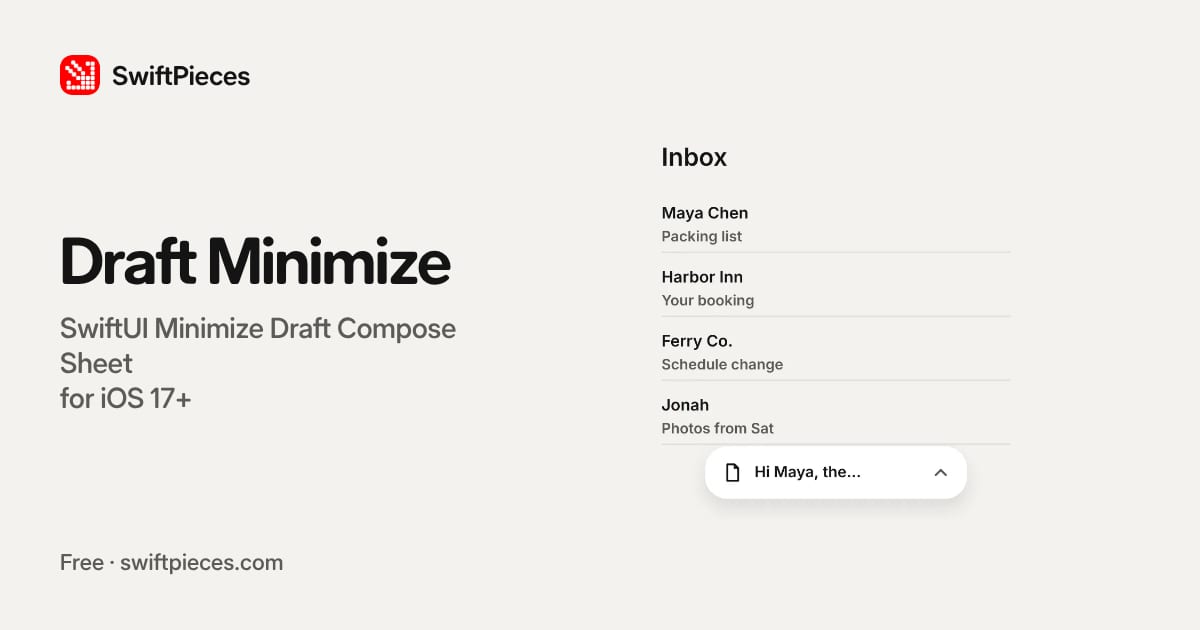 SwiftPieces
Draft Minimize
SwiftUI Minimize Draft Compose
Sheet
for iOS 17+
Free · swiftpieces.com
Inbox
Maya Chen
Packing list
Harbor Inn
Your booking
Ferry Co.
Schedule change
Jonah
Photos from Sat
Hi Maya, the...